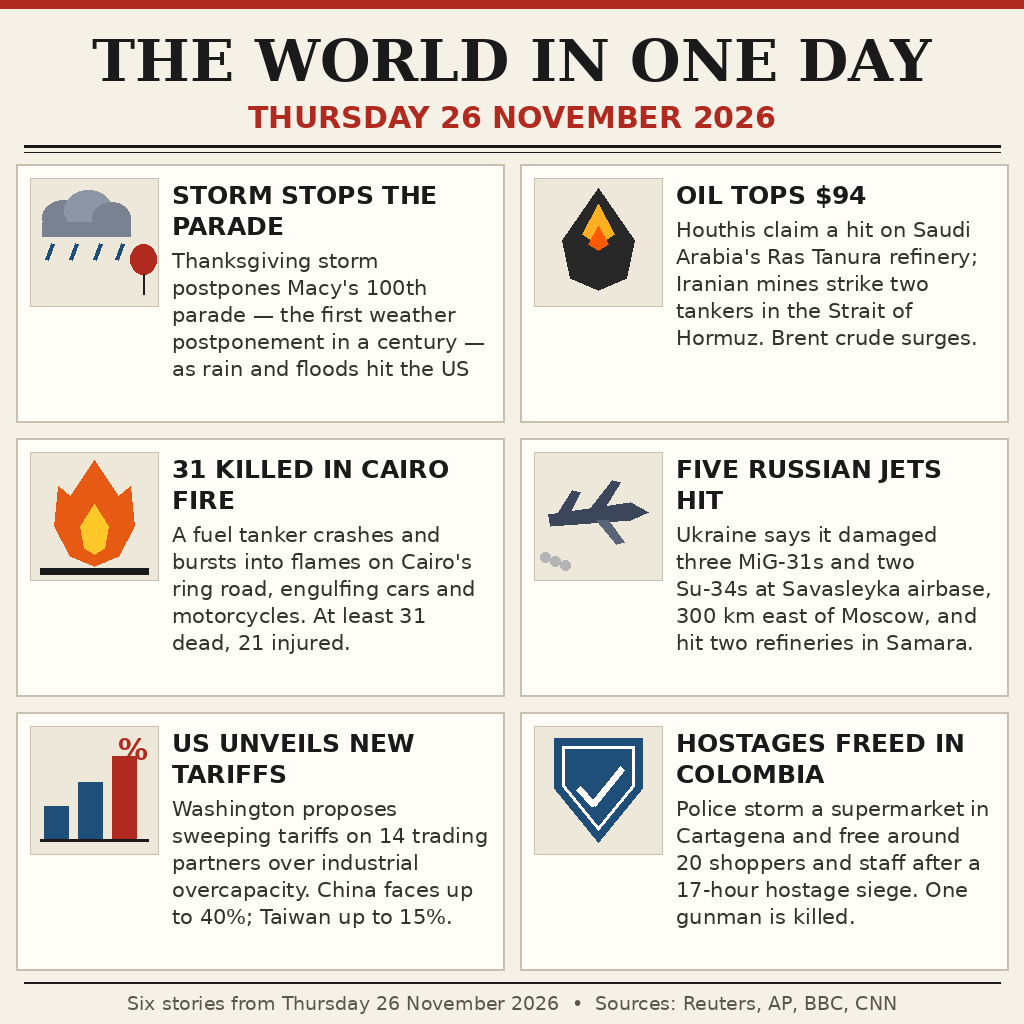 THE WORLD IN ONE DAY
THURSDAY 26 NOVEMBER 2026
STORM STOPS THE
PARADE
Thanksgiving storm
postpones Macy's 100th
parade — the first weather
postponement in a century —
as rain and floods hit the US
OIL TOPS $94
Houthis claim a hit on Saudi
Arabia's Ras Tanura refinery;
Iranian mines strike two
tankers in the Strait of
Hormuz. Brent crude surges.
31 KILLED IN CAIRO
FIRE
A fuel tanker crashes and
bursts into flames on Cairo's
ring road, engulfing cars and
motorcycles. At least 31
dead, 21 injured.
FIVE RUSSIAN JETS
HIT
Ukraine says it damaged
three MiG-31s and two
Su-34s at Savasleyka airbase,
300 km east of Moscow, and
hit two refineries in Samara.
%
US UNVEILS NEW
TARIFFS
Washington proposes
sweeping tariffs on 14 trading
partners over industrial
overcapacity. China faces up
to 40%; Taiwan up to 15%.
HOSTAGES FREED IN
COLOMBIA
Police storm a supermarket in
Cartagena and free around
20 shoppers and staff after a
17-hour hostage siege. One
gunman is killed.
Six stories from Thursday 26 November 2026 • Sources: Reuters, AP, BBC, CNN